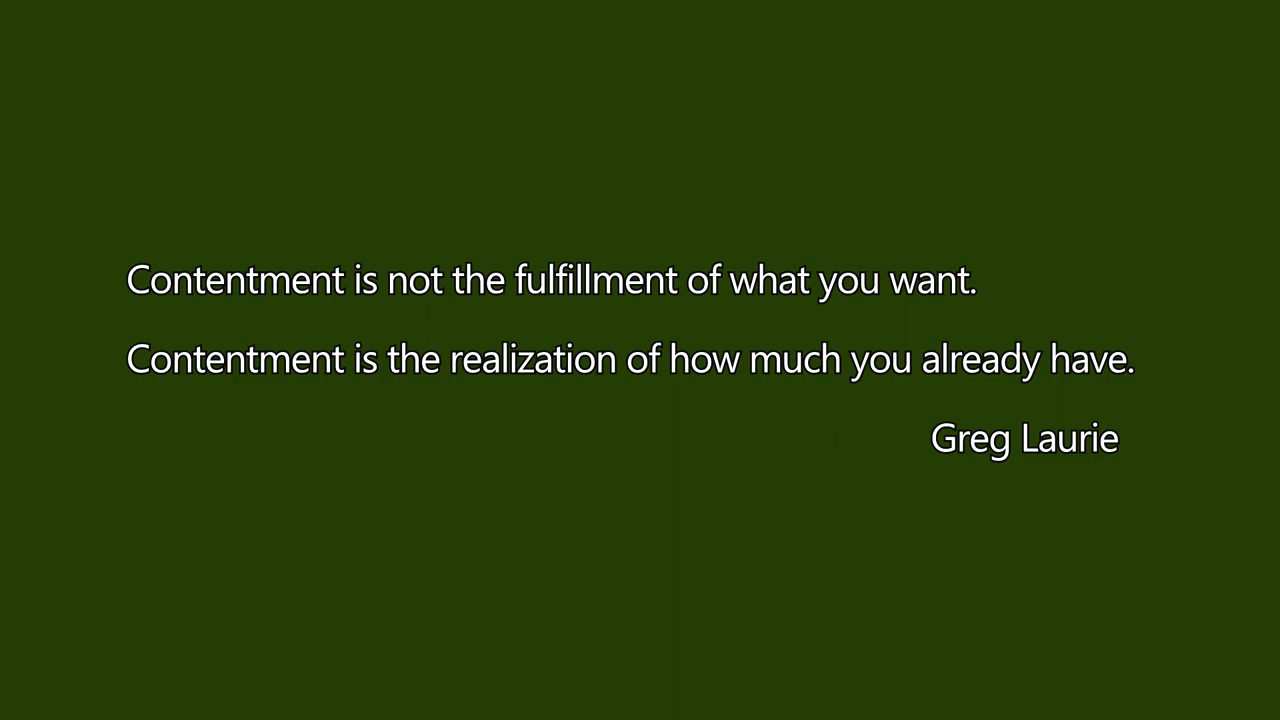 Contentment is not the fulfillment of what you want.
Contentment is the realization of how much you already have.
Greg Laurie